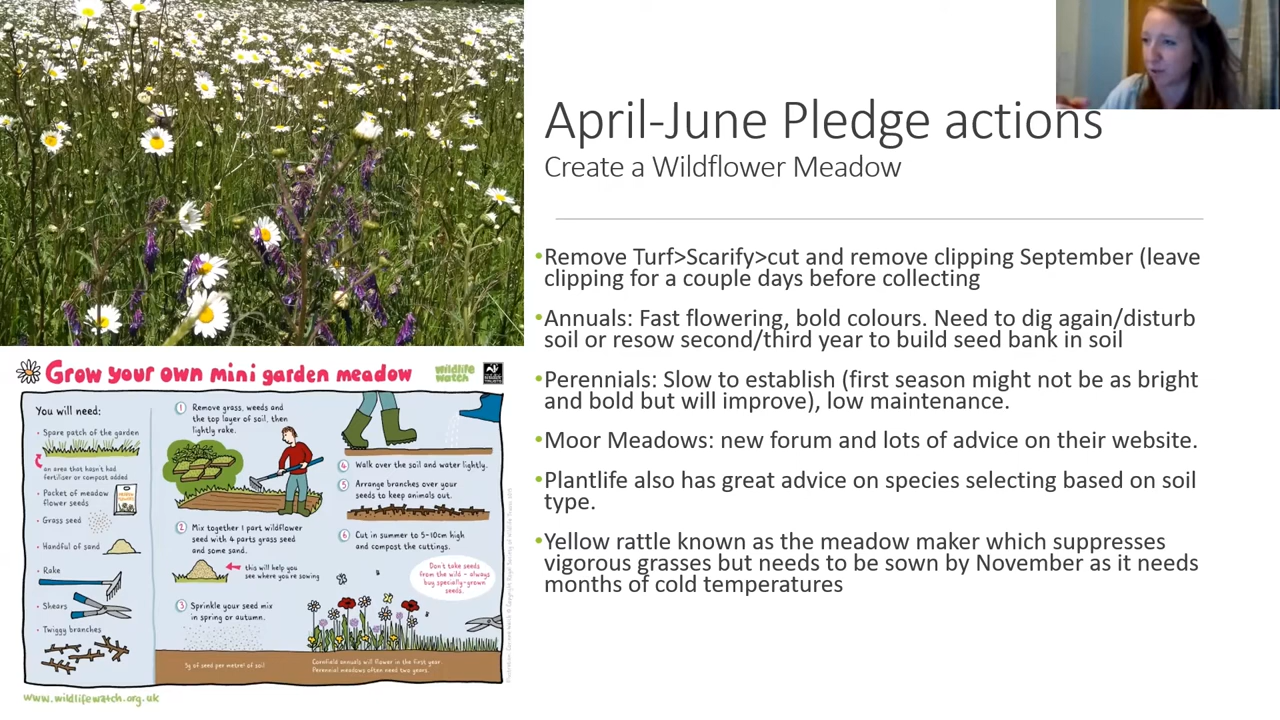 April-June Pledge actions
Create a Wildflower Meadow
•Remove Turf>Scarify>cut and remove clipping September (leave
clipping for a couple days before collecting
•Annuals: Fast flowering, bold colours. Need to dig again/disturb
soil or resow second/third year to build seed bank in soil
•Perennials: Slow to establish (first season might not be as bright
and bold but will improve), low maintenance.
•Moor Meadows: new forum and lots of advice on their website.
•Plantlife also has great advice on species selecting based on soil
type.
•Yellow rattle known as the meadow maker which suppresses
vigorous grasses but needs to be sown by November as it needs
months of cold temperatures
Grow your own mini garden meadow
wildlife
watch
You will need:
• Spare patch of the garden
an area that hasn't had
fertiliser or compost added
• Packet of meadow
flower seeds
• Grass seed
• Handful of sand
• Rake
• Shears
• Twiggy branches
1 Remove grass, weeds and
the top layer of soil, then
lightly rake.
2 Mix together 1 part wildflower
seed with 4 parts grass seed
and some sand.
this will help you
see where you're sowing
3 Sprinkle your seed mix
in spring or autumn.
5g of seed per metre² of soil
4 Walk over the soil and water lightly.
5 Arrange branches over your
seeds to keep animals out.
6 Cut in summer to 5-10cm high
and compost the cuttings.
Don't take seeds
from the wild - always
buy specially-grown
seeds.
Cornfield annuals will flower in the first year.
Perennial meadows often need two years.
www.wildlifewatch.org.uk